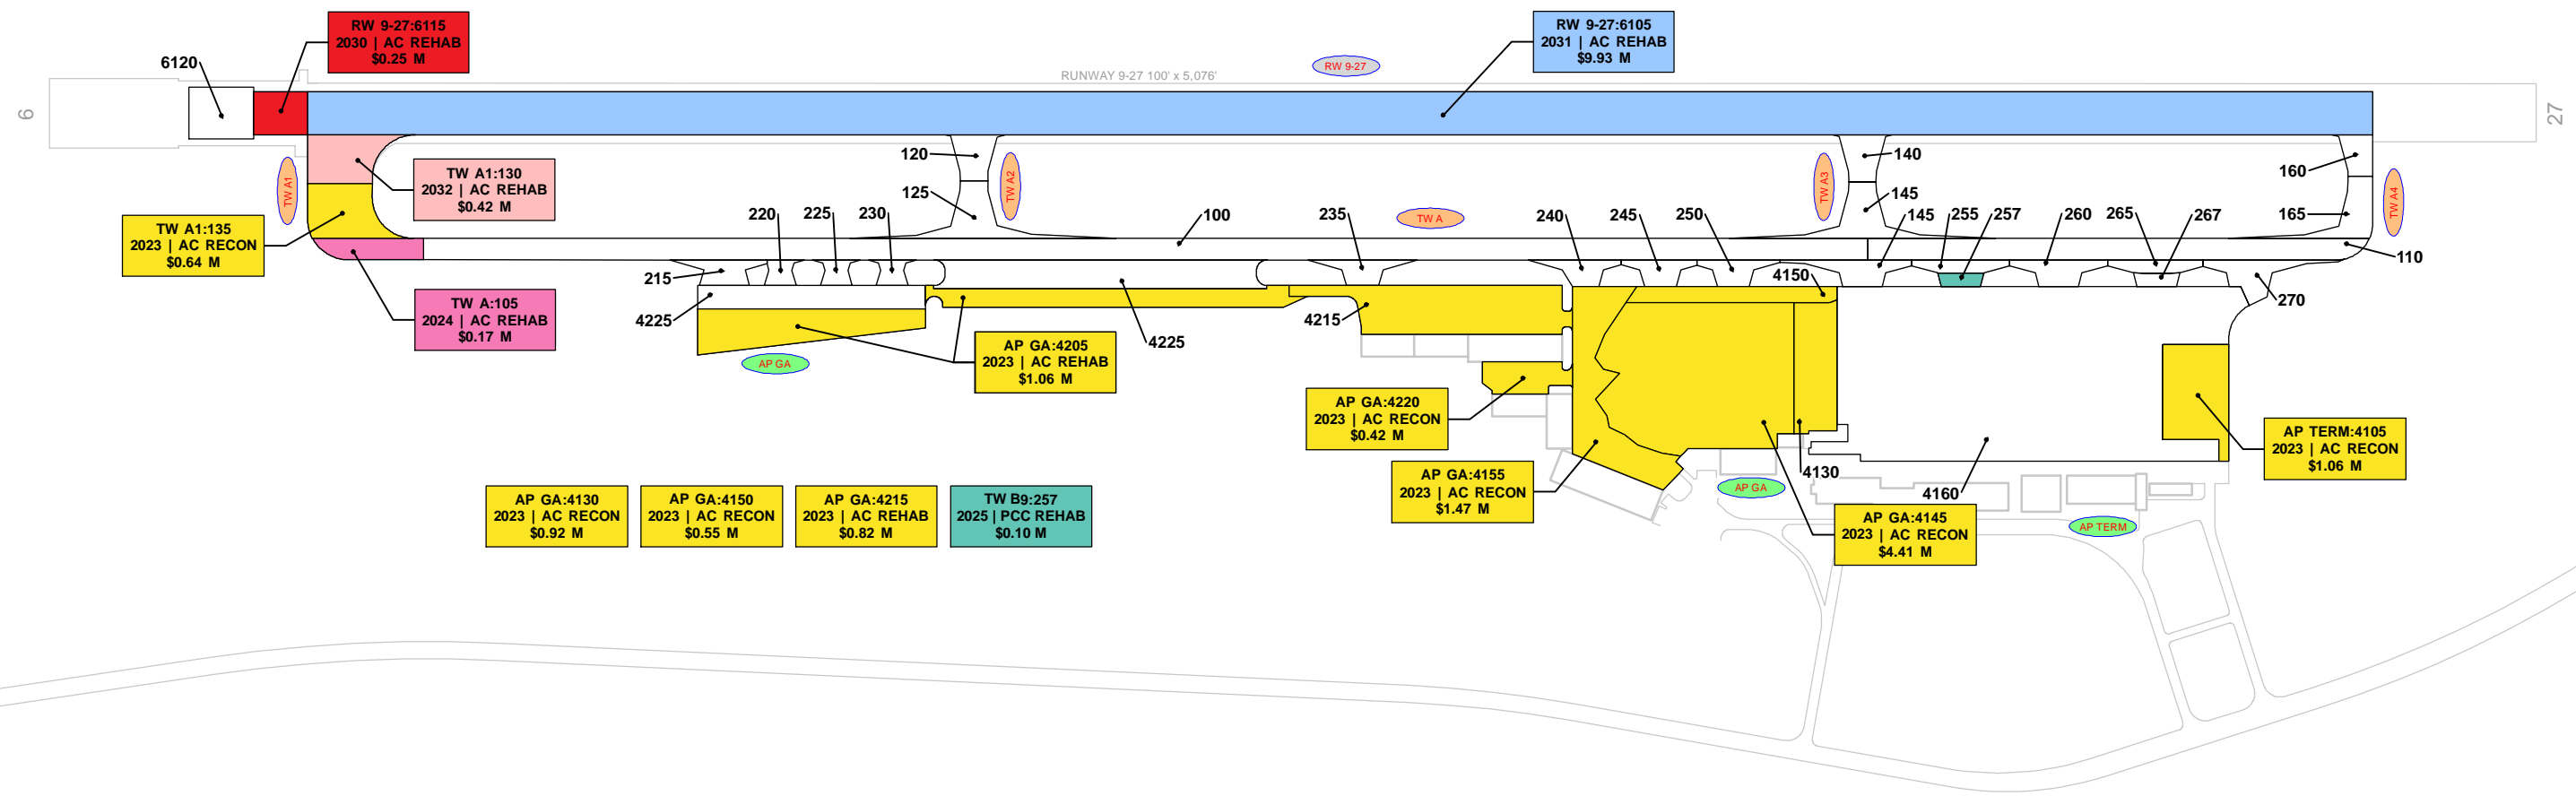 RW 9-27:6115
2030 | AC REHAB
$0.25 M
RW 9-27:6105
2031 | AC REHAB
$9.93 M
6120
RW 9-27
RUNWAY 9-27 100' x 5,076'
9
27
120
140
160
TW A1
TW A1:130
2032 | AC REHAB
$0.42 M
125
TW A2
TW A3
145
TW A4
165
TW A1:135
2023 | AC RECON
$0.64 M
220
225
230
100
235
TW A
240
245
250
145
255
257
260
265
267
110
215
4150
270
TW A:105
2024 | AC REHAB
$0.17 M
4225
4225
4215
AP GA
AP GA:4205
2023 | AC REHAB
$1.06 M
AP GA:4220
2023 | AC RECON
$0.42 M
AP TERM:4105
2023 | AC RECON
$1.06 M
AP GA:4155
2023 | AC RECON
$1.47 M
4130
AP GA
4160
AP GA:4130
2023 | AC RECON
$0.92 M
AP GA:4150
2023 | AC RECON
$0.55 M
AP GA:4215
2023 | AC REHAB
$0.82 M
TW B9:257
2025 | PCC REHAB
$0.10 M
AP GA:4145
2023 | AC RECON
$4.41 M
AP TERM